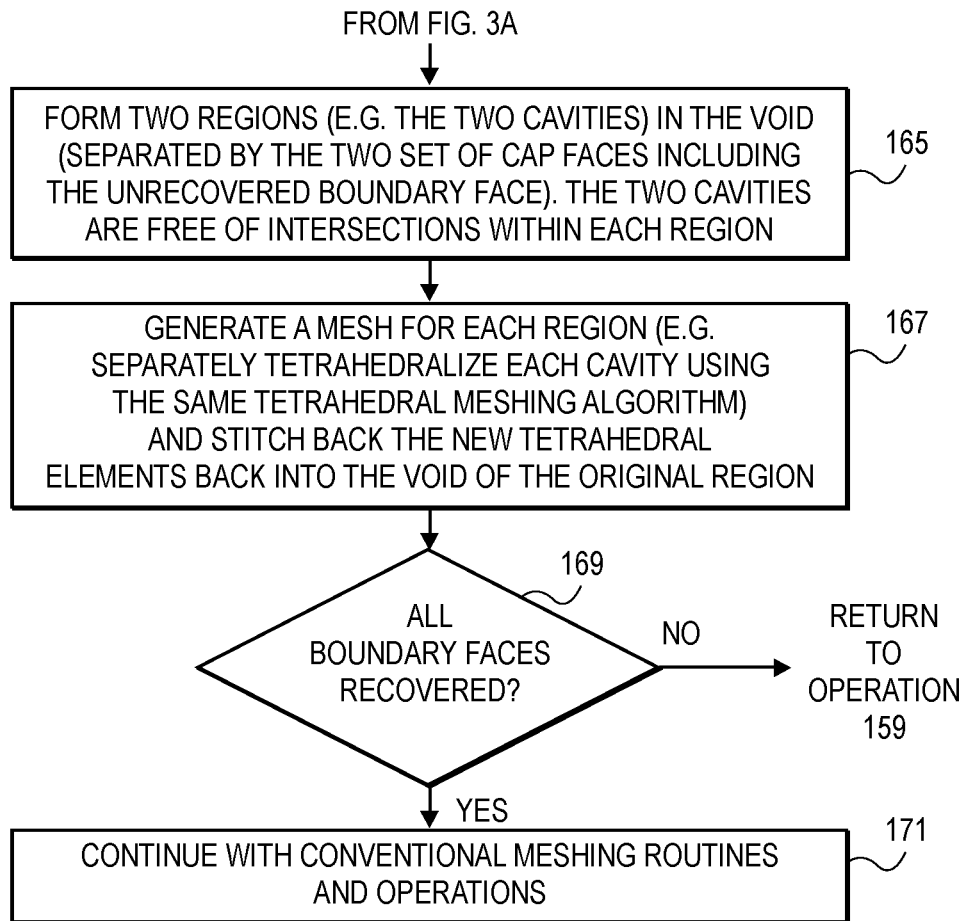 FROM FIG. 3A
FORM TWO REGIONS (E.G. THE TWO CAVITIES) IN THE VOID
(SEPARATED BY THE TWO SET OF CAP FACES INCLUDING
THE UNRECOVERED BOUNDARY FACE). THE TWO CAVITIES
ARE FREE OF INTERSECTIONS WITHIN EACH REGION
165
GENERATE A MESH FOR EACH REGION (E.G.
SEPARATELY TETRAHEDRALIZE EACH CAVITY USING
THE SAME TETRAHEDRAL MESHING ALGORITHM)
AND STITCH BACK THE NEW TETRAHEDRAL
ELEMENTS BACK INTO THE VOID OF THE ORIGINAL REGION
167
169
ALL
BOUNDARY FACES
RECOVERED?
NO
RETURN
TO
OPERATION
159
YES
CONTINUE WITH CONVENTIONAL MESHING ROUTINES
AND OPERATIONS
171